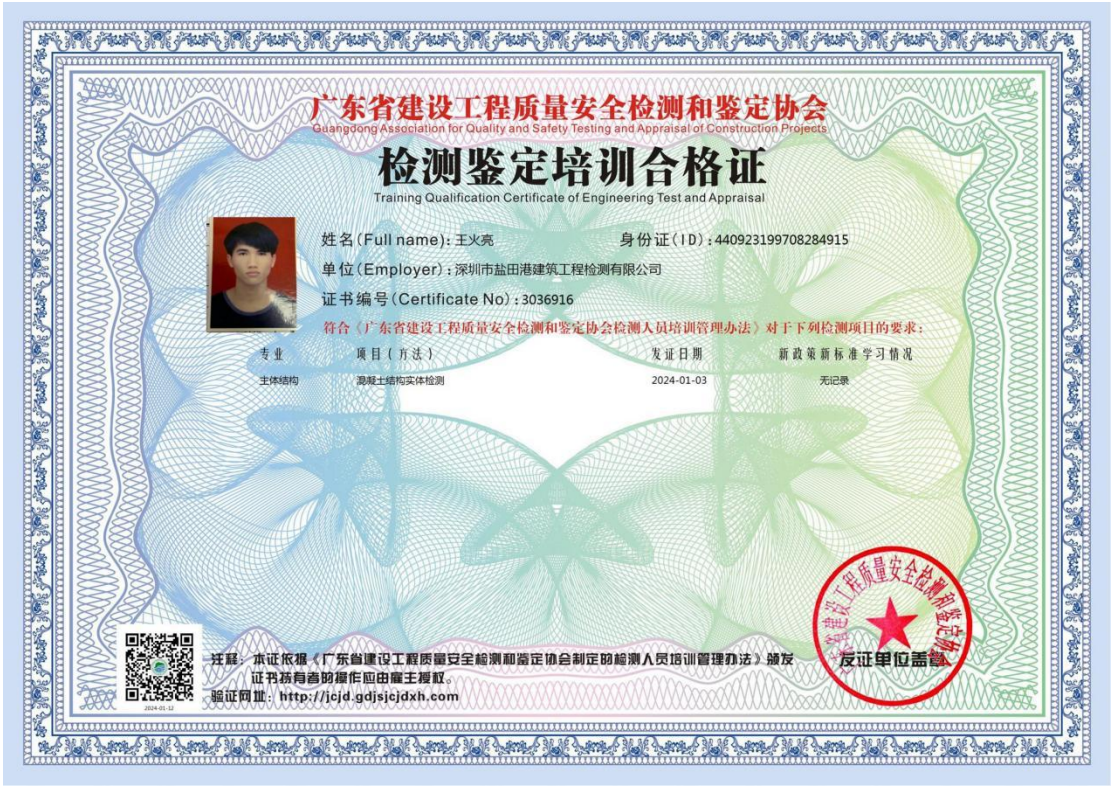 广东省建设工程质量安全检测和鉴定协会
Guangdong Association for Quality and Safety Testing and Appraisal of Construction Projects
检测鉴定培训合格证
Training Qualification Certificate of Engineering Test and Appraisal
姓名(Full name): 王火亮 身份证(ID): 440923199708284915
单位(Employer): 深圳市盐田港建筑工程检测有限公司
证书编号(Certificate No): 3036916
符合《广东省建设工程质量安全检测和鉴定协会检测人员培训管理办法》对于下列检测项目的要求:
专业 项目(方法) 发证日期 新政策新标准学习情况
主体结构 混凝土结构实体检测 2024-01-03 无记录
广东省建设工程质量安全检测和鉴定协会
注释: 本证依据《广东省建设工程质量安全检测和鉴定协会制定的检测人员培训管理办法》颁发
证书持有者的操作应由雇主授权。
发证单位盖章
验证网址: http://jcjd.gdjsjcjdxh.com
2024-01-12